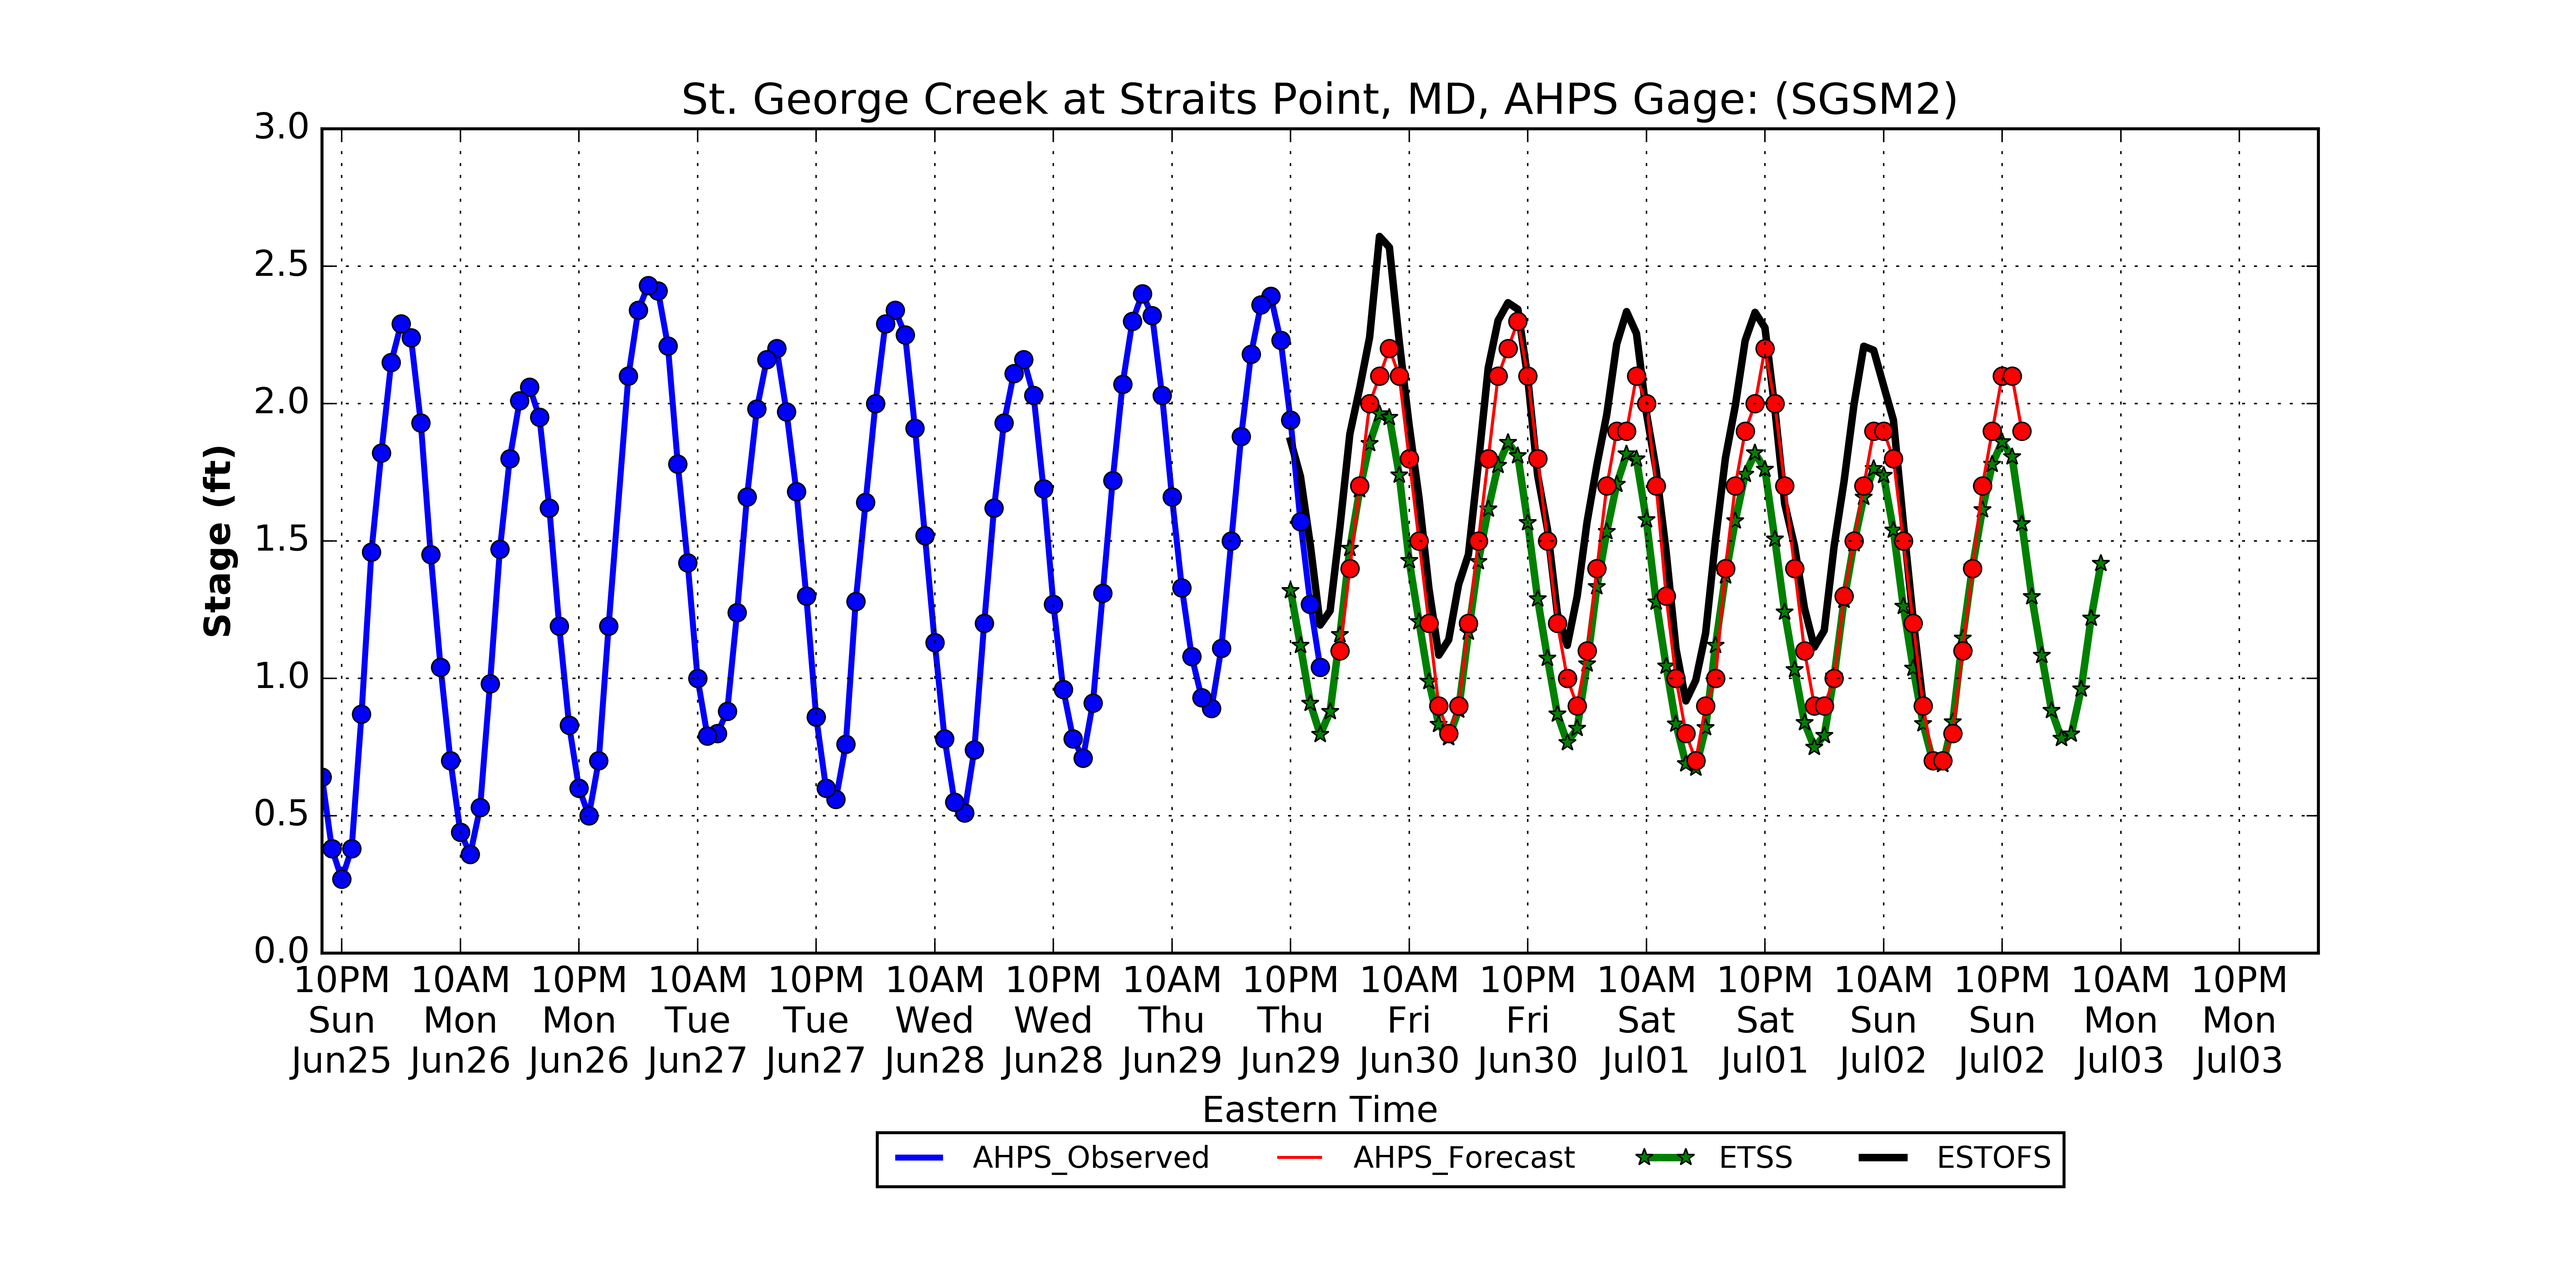 St. George Creek at Straits Point, MD, AHPS Gage: (SGSM2)
3.0
2.5
2.0
1.5
1.0
0.5
0.0
Stage (ft)
10PM 10AM 10PM 10AM 10PM 10AM 10PM 10AM 10PM 10AM 10PM 10AM 10PM 10AM 10PM 10AM 10PM
Sun Mon Mon Tue Tue Wed Wed Thu Thu Fri Fri Sat Sat Sun Sun Mon Mon
Jun25 Jun26 Jun26 Jun27 Jun27 Jun28 Jun28 Jun29 Jun29 Jun30 Jun30 Jul01 Jul01 Jul02 Jul02 Jul03 Jul03
Eastern Time
AHPS_Observed AHPS_Forecast ETSS ESTOFS